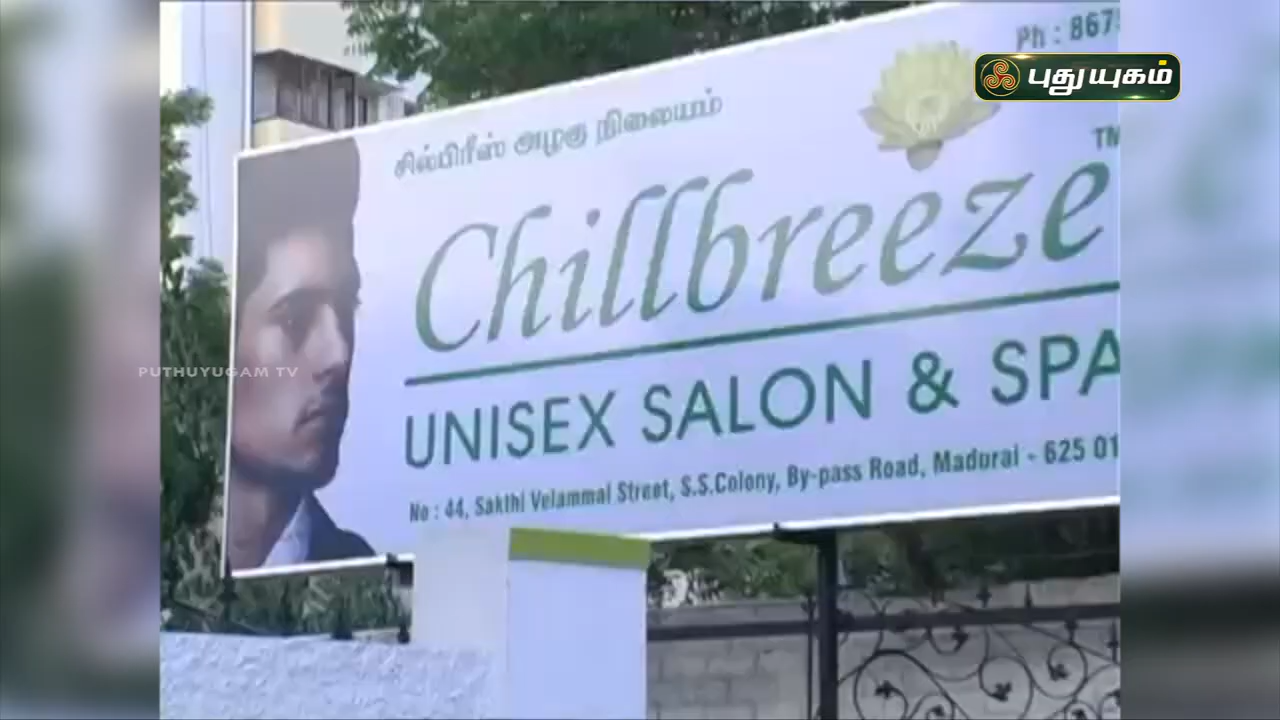 Ph : 867
புதுயுகம்
சில்பிரீஸ் அழகு நிலையம்
TM
Chillbreeze
UNISEX SALON & SPA
PUTHUYUGAM TV
No : 44, Sakthi Velammal Street, S.S.Colony, By-pass Road, Madurai - 625 01